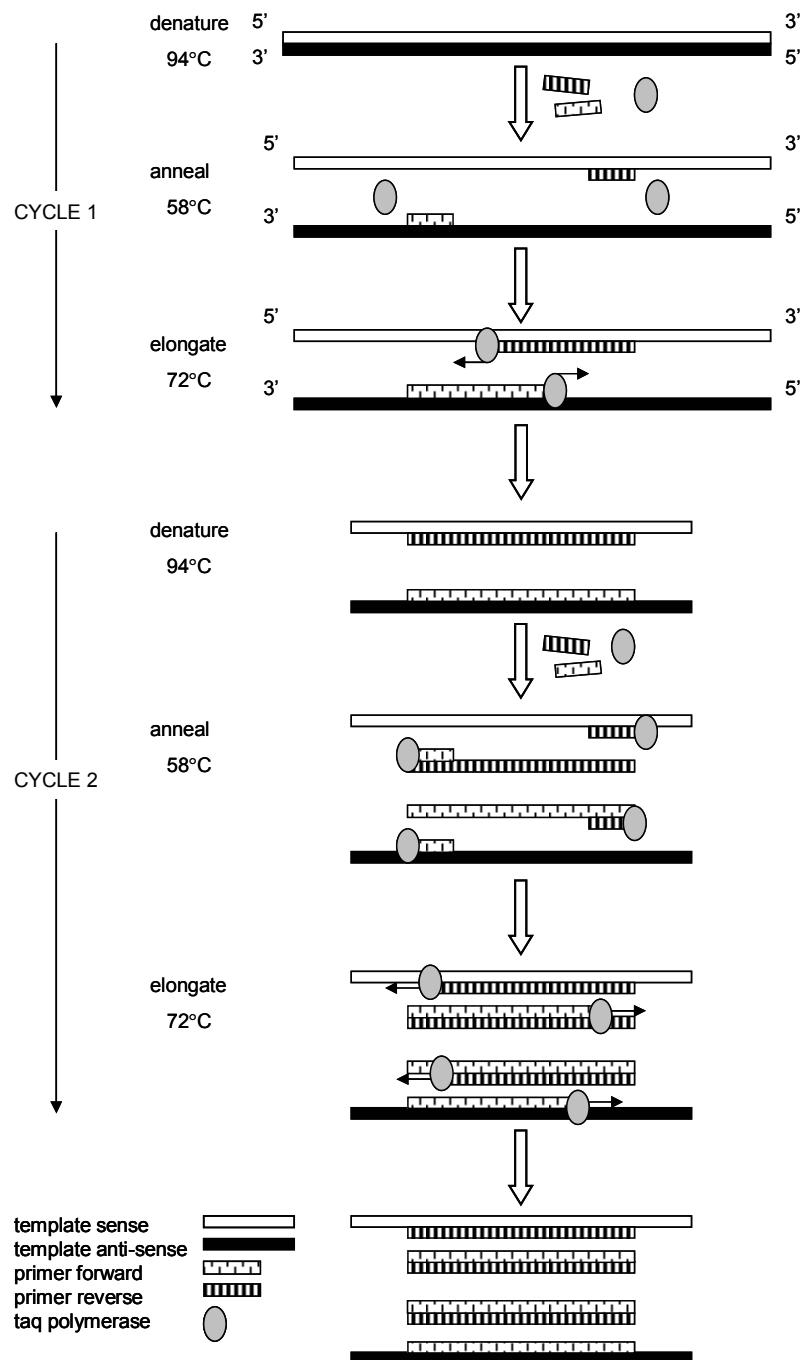 denature 5' 3'
94°C 3' 5'
5' 3'
anneal
CYCLE 1 58°C 3' 5'
5' 3'
elongate
72°C 3' 5'
denature
94°C
anneal
58°C
CYCLE 2
elongate
72°C
template sense
template anti-sense
primer forward
primer reverse
taq polymerase